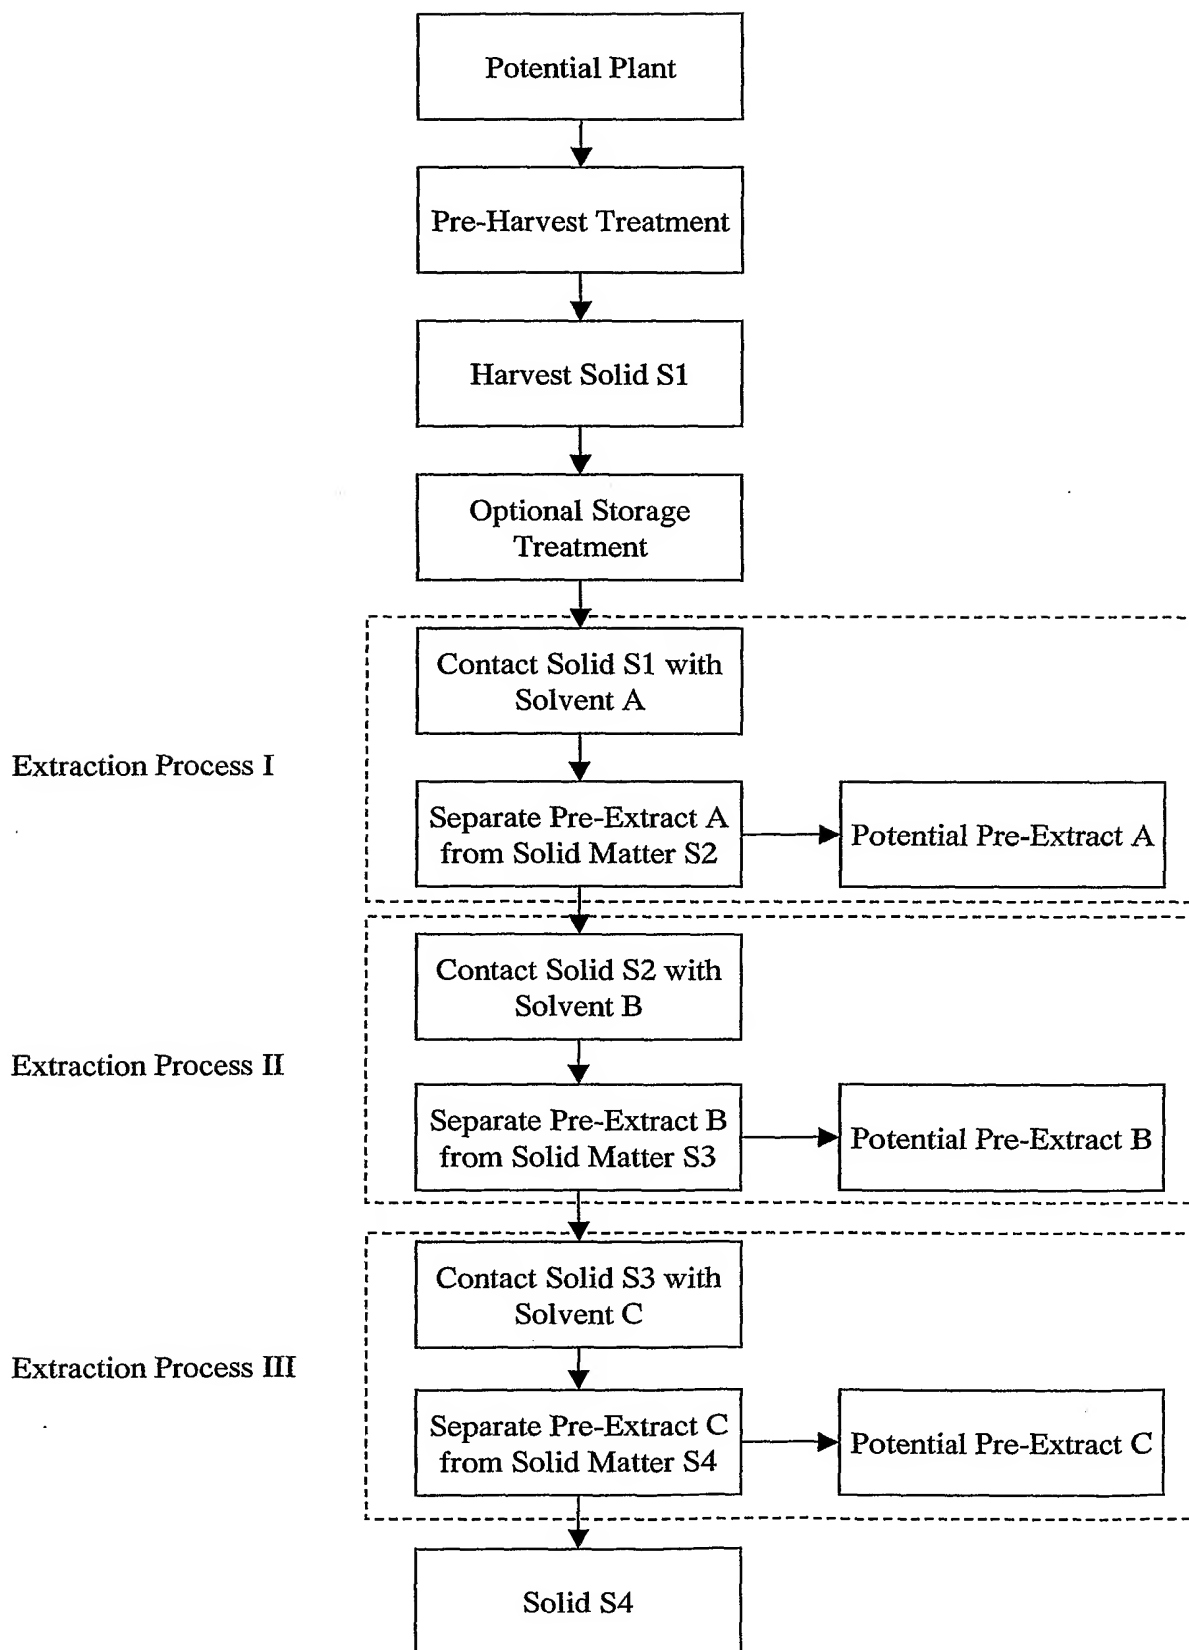 Potential Plant
Pre-Harvest Treatment
Harvest Solid S1
Optional Storage
Treatment
Contact Solid S1 with
Solvent A
Extraction Process I
Separate Pre-Extract A
from Solid Matter S2
Potential Pre-Extract A
Contact Solid S2 with
Solvent B
Extraction Process II
Separate Pre-Extract B
from Solid Matter S3
Potential Pre-Extract B
Contact Solid S3 with
Solvent C
Extraction Process III
Separate Pre-Extract C
from Solid Matter S4
Potential Pre-Extract C
Solid S4